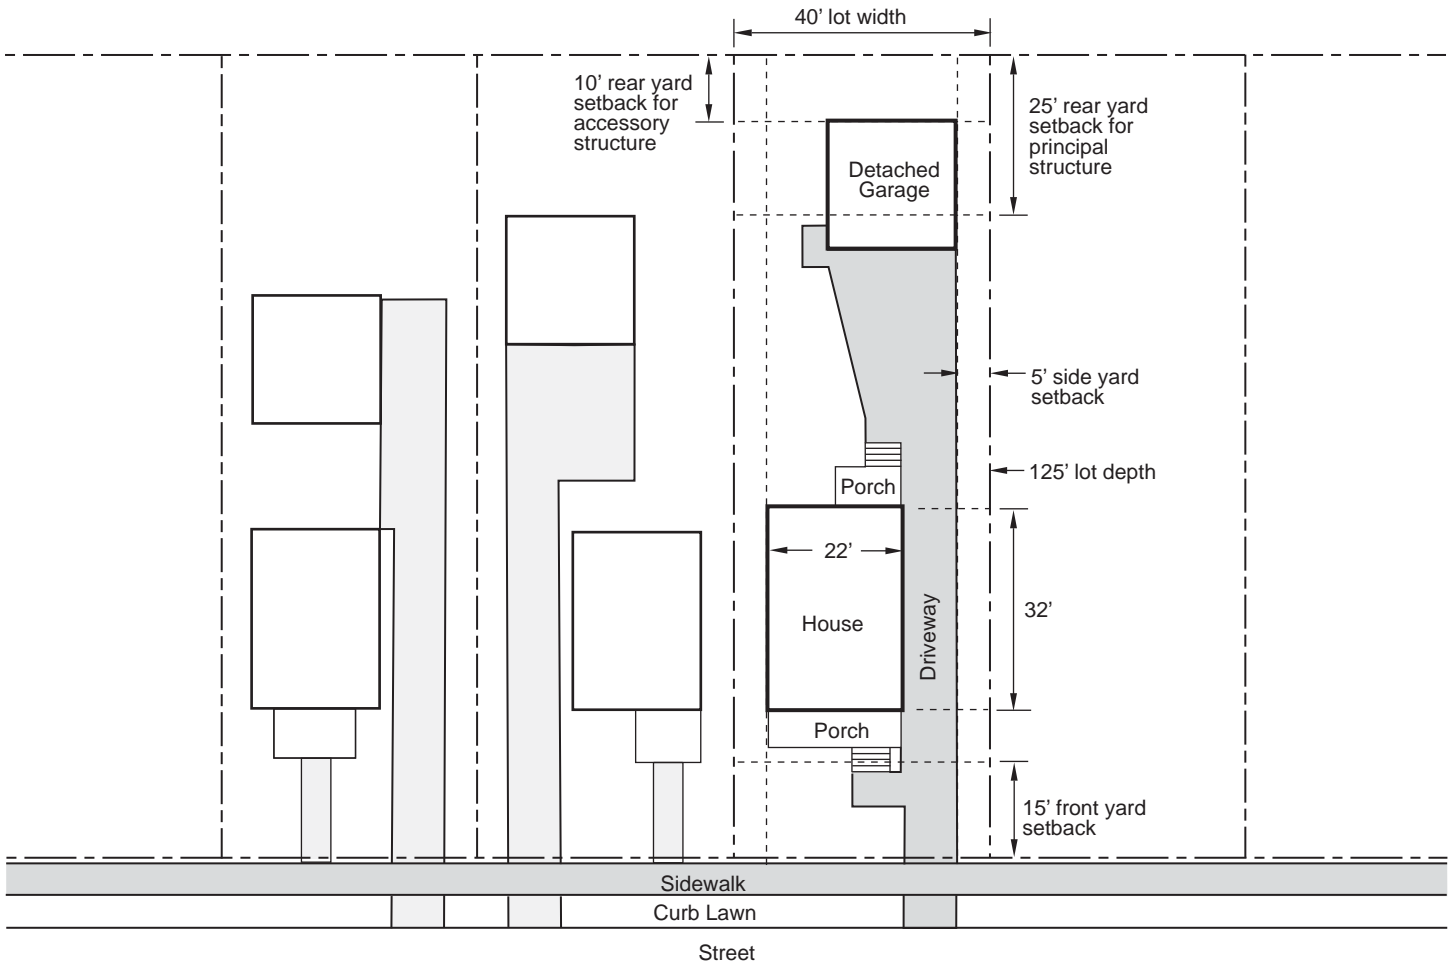 40’ lot width
10’ rear yard
setback for
accessory
structure
25’ rear yard
setback for
principal
structure
Detached
Garage
5’ side yard
setback
125’ lot depth
Porch
22’
House
Driveway
32’
Porch
15’ front yard
setback
Sidewalk
Curb Lawn
Street